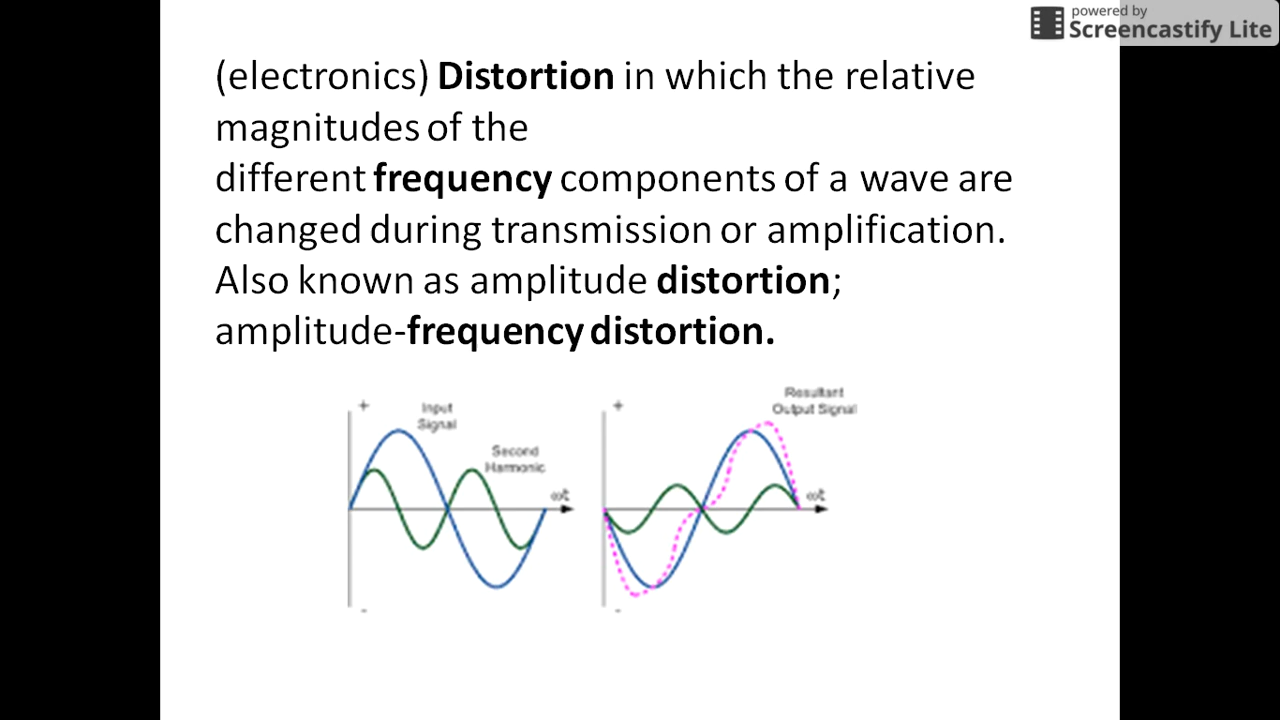 powered by
Screencastify Lite
(electronics) Distortion in which the relative
magnitudes of the
different frequency components of a wave are
changed during transmission or amplification.
Also known as amplitude distortion;
amplitude-frequency distortion.
+
Input
Signal
Second
Harmonic
ωt
-
+
Resultant
Output Signal
ωt
-